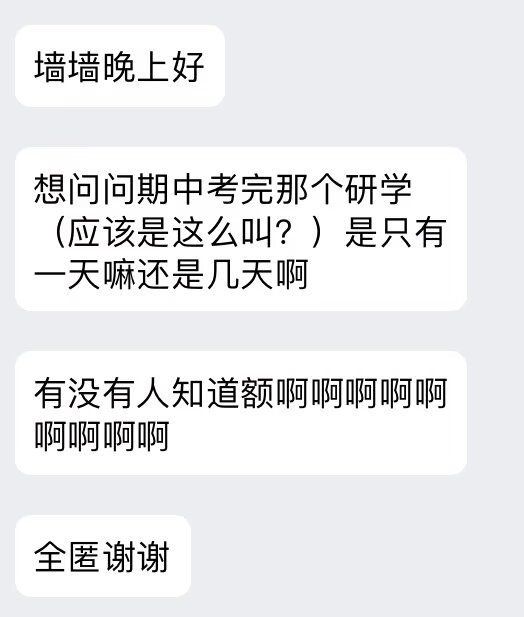 墙墙晚上好
想问问期中考完那个研学
（应该是这么叫？）是只有
一天嘛还是几天啊
有没有人知道额啊啊啊啊啊
啊啊啊啊
全匿谢谢